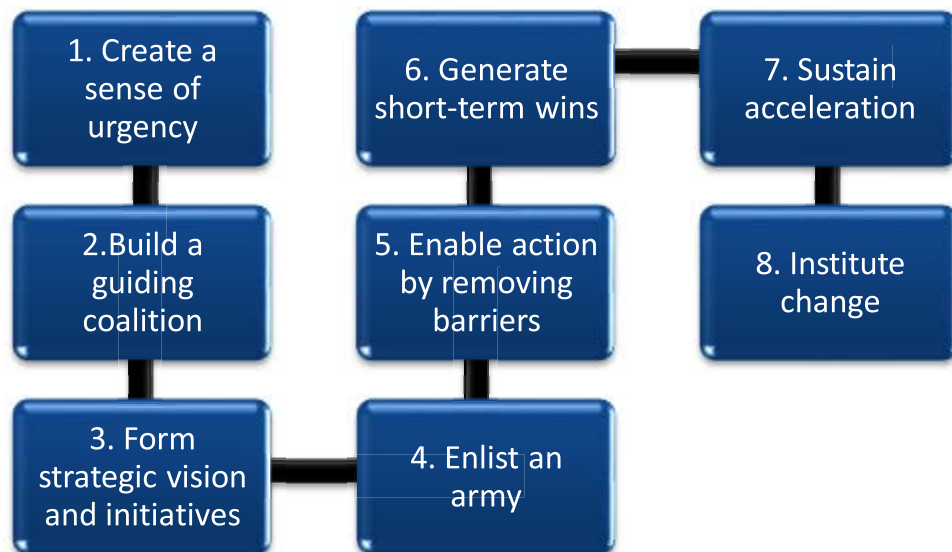 1. Create a
sense of
urgency
2.Build a
guiding
coalition
3. Form
strategic vision
and initiatives
4. Enlist an
army
5. Enable action
by removing
barriers
6. Generate
short-term wins
7. Sustain
acceleration
8. Institute
change